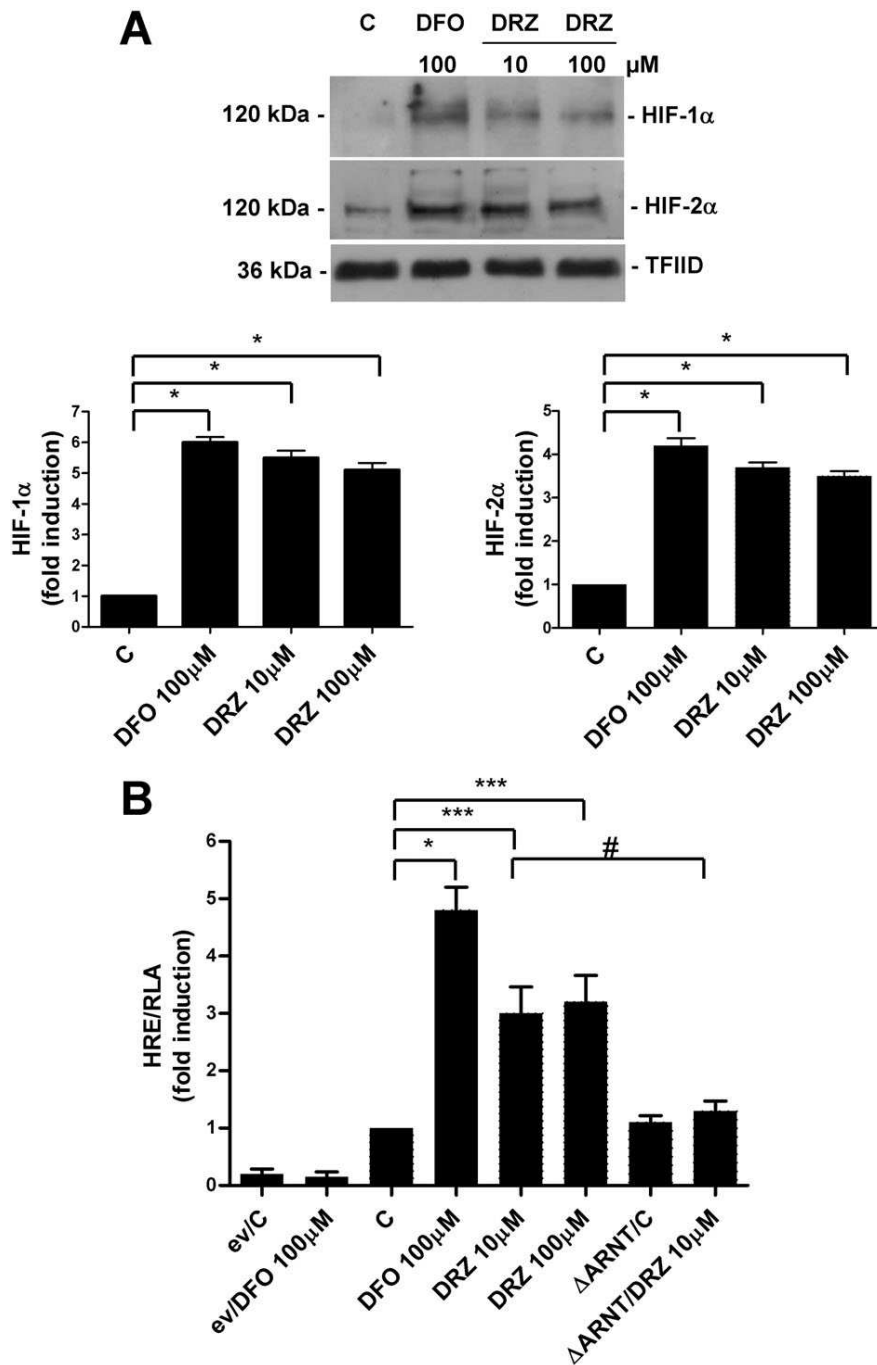 A
C DFO DRZ DRZ
100 10 100 µM
120 kDa - - HIF-1α
120 kDa - - HIF-2α
36 kDa - - TFIID
*
*
*
7
6
5
4
3
2
1
0
HIF-1α
(fold induction)
C
DFO 100µM
DRZ 10µM
DRZ 100µM
*
*
*
5
4
3
1
0
HIF-2α
(fold induction)
C
DFO 100µM
DRZ 10µM
DRZ 100µM
B
***
***
*
#
6
5
4
3
2
1
0
HRE/RLA
(fold induction)
ev/C
ev/DFO 100µM
C
DFO 100µM
DRZ 10µM
DRZ 100µM
ΔARNT/C
ΔARNT/DRZ 10µM